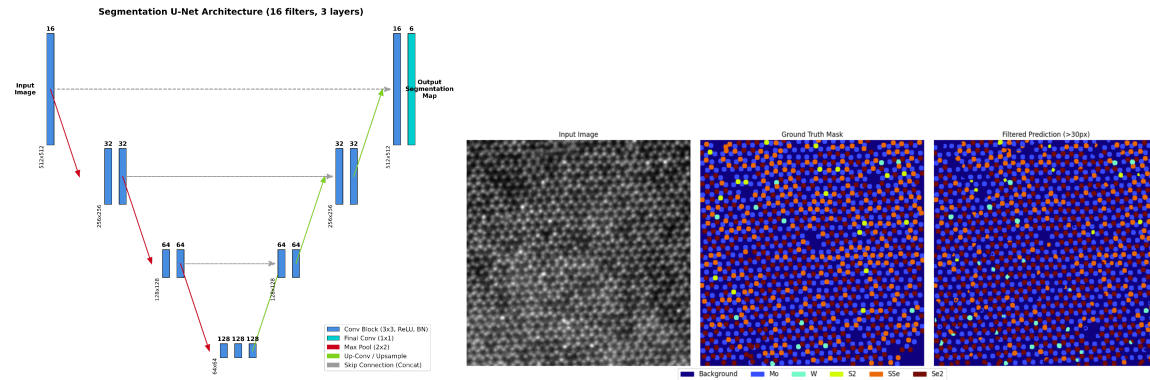 Segmentation U-Net Architecture (16 filters, 3 layers)
16
16 6
Input
Image
Output
Segmentation
Map
512x512
512x512
32 32
32 32
256x256
256x256
64 64
64 64
128x128
128x128
128 128 128
64x64
Conv Block (3x3, ReLU, BN)
Final Conv (1x1)
Max Pool (2x2)
Up-Conv / Upsample
Skip Connection (Concat)
Input Image
Ground Truth Mask
Filtered Prediction (>30px)
Background Mo W S2 SSe Se2